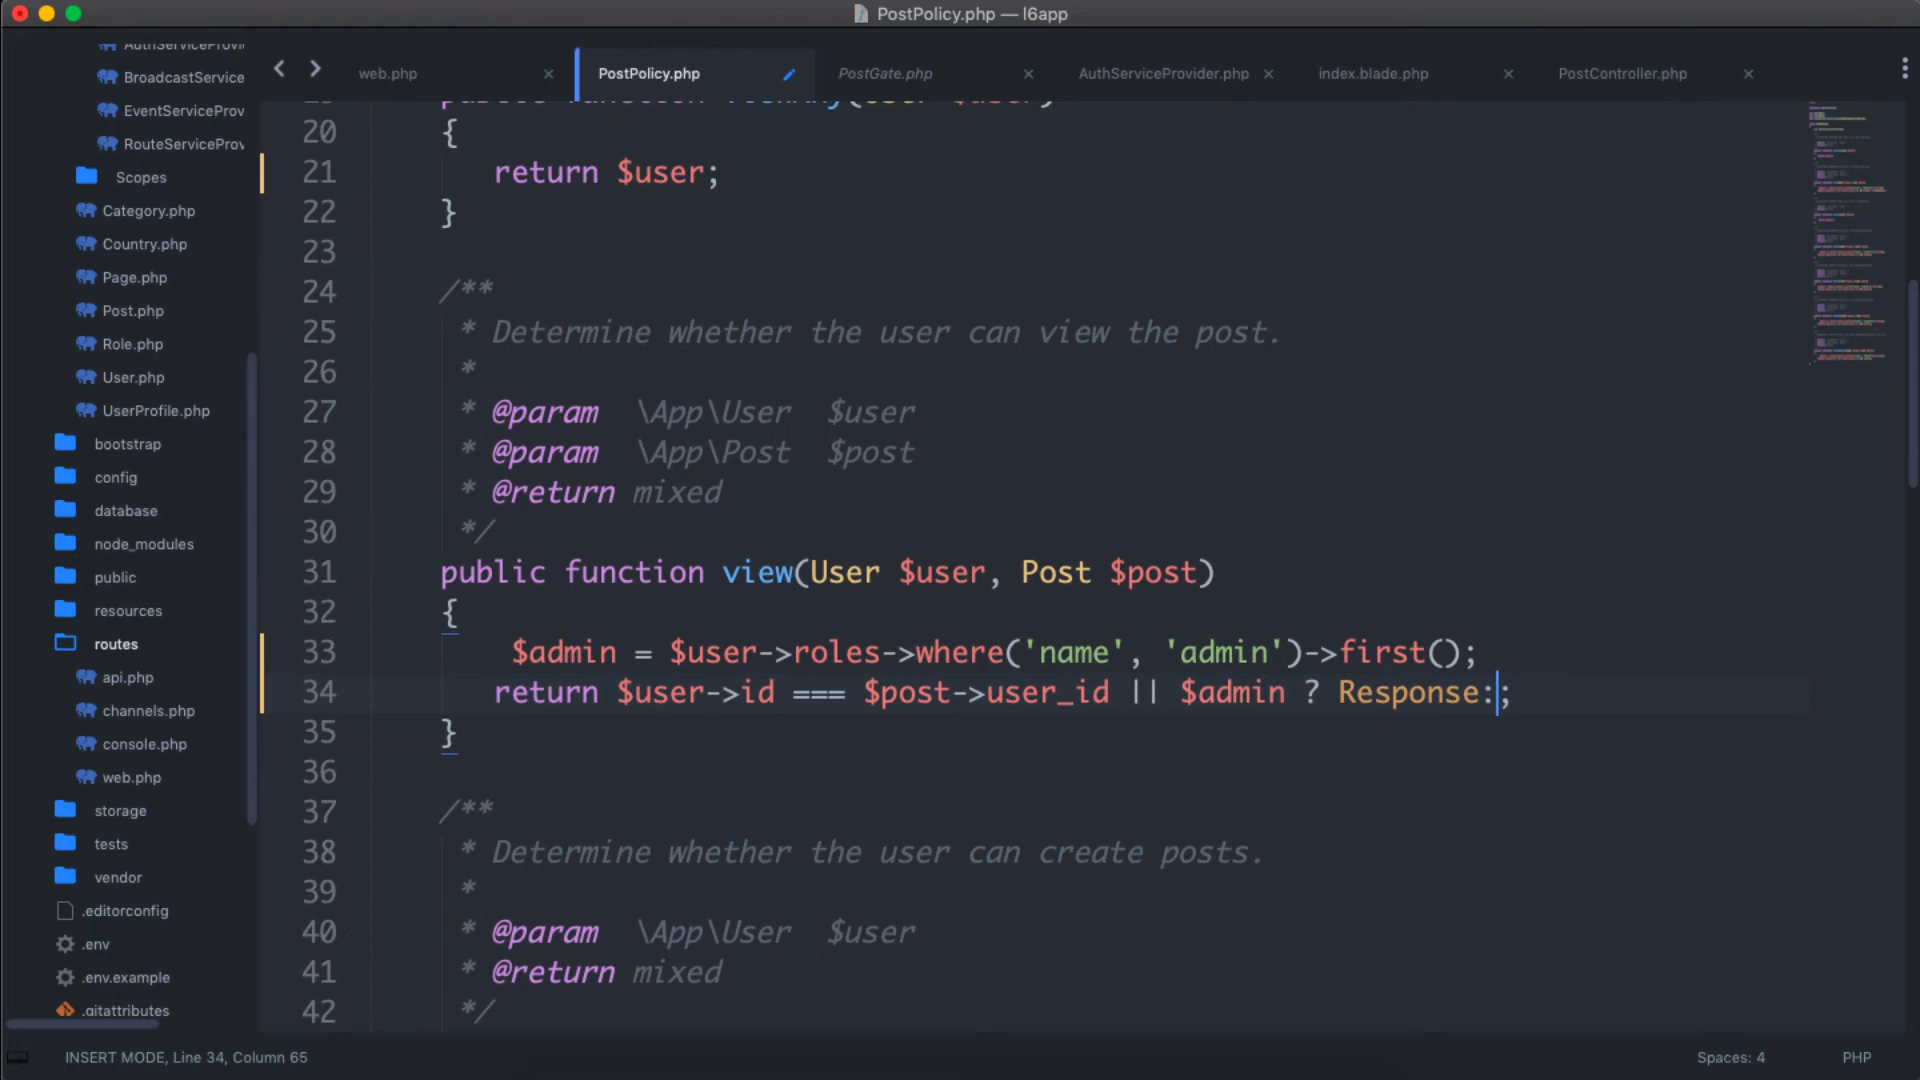 PostPolicy.php — l6app
AuthServiceProvi
BroadcastService
EventServiceProv
RouteServiceProv
Scopes
Category.php
Country.php
Page.php
Post.php
Role.php
User.php
UserProfile.php
bootstrap
config
database
node_modules
public
resources
routes
api.php
channels.php
console.php
web.php
storage
tests
vendor
.editorconfig
.env
.env.example
.gitattributes
web.php
PostPolicy.php
PostGate.php
AuthServiceProvider.php
index.blade.php
PostController.php
20 {
21 return $user;
22 }
23
24 /**
25 * Determine whether the user can view the post.
26 *
27 * @param \App\User $user
28 * @param \App\Post $post
29 * @return mixed
30 */
31 public function view(User $user, Post $post)
32 {
33 $admin = $user->roles->where('name', 'admin')->first();
34 return $user->id === $post->user_id || $admin ? Response:;
35 }
36
37 /**
38 * Determine whether the user can create posts.
39 *
40 * @param \App\User $user
41 * @return mixed
42 */
INSERT MODE, Line 34, Column 65
Spaces: 4
PHP